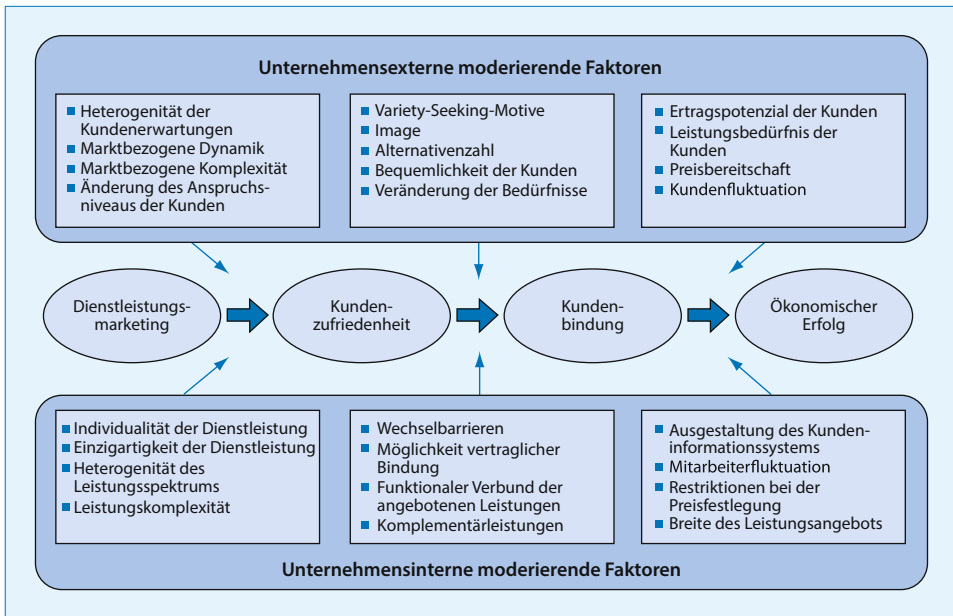 Unternehmensexterne moderierende Faktoren
Heterogenität der
Kundenerwartungen
Marktbezogene Dynamik
Marktbezogene Komplexität
Änderung des Anspruchs-
niveaus der Kunden
Variety-Seeking-Motive
Image
Alternativenzahl
Bequemlichkeit der Kunden
Veränderung der Bedürfnisse
Ertragspotenzial der Kunden
Leistungsbedürfnis der
Kunden
Preisbereitschaft
Kundenfluktuation
Dienstleistungs-
marketing
Kunden-
zufriedenheit
Kunden-
bindung
Ökonomischer
Erfolg
Individualität der Dienstleistung
Einzigartigkeit der Dienstleistung
Heterogenität des
Leistungsspektrums
Leistungskomplexität
Wechselbarrieren
Möglichkeit vertraglicher
Bindung
Funktionaler Verbund der
angebotenen Leistungen
Komplementärleistungen
Ausgestaltung des Kunden-
informationssystems
Mitarbeiterfluktuation
Restriktionen bei der
Preisfestlegung
Breite des Leistungsangebots
Unternehmensinterne moderierende Faktoren